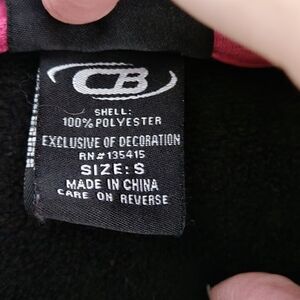 CB
SHELL:
100% POLYESTER
EXCLUSIVE OF DECORATION
RN#135415
SIZE: S
MADE IN CHINA
CARE ON REVERSE